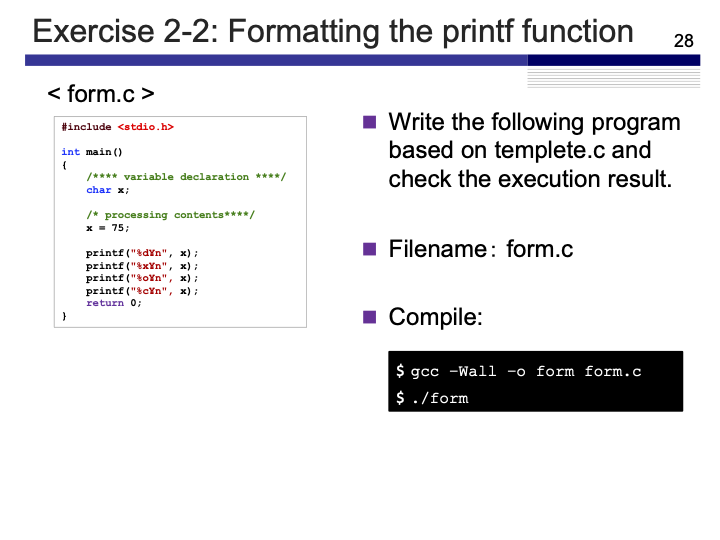 Exercise 2-2: Formatting the printf function
28
< form.c >
#include <stdio.h>
int main()
{
/**** variable declaration ****/
char x;
/* processing contents****/
x = 75;
printf("%d¥n", x);
printf("%x¥n", x);
printf("%o¥n", x);
printf("%c¥n", x);
return 0;
}
■ Write the following program
based on templete.c and
check the execution result.
■ Filename： form.c
■ Compile:
$ gcc –Wall –o form form.c
$ ./form